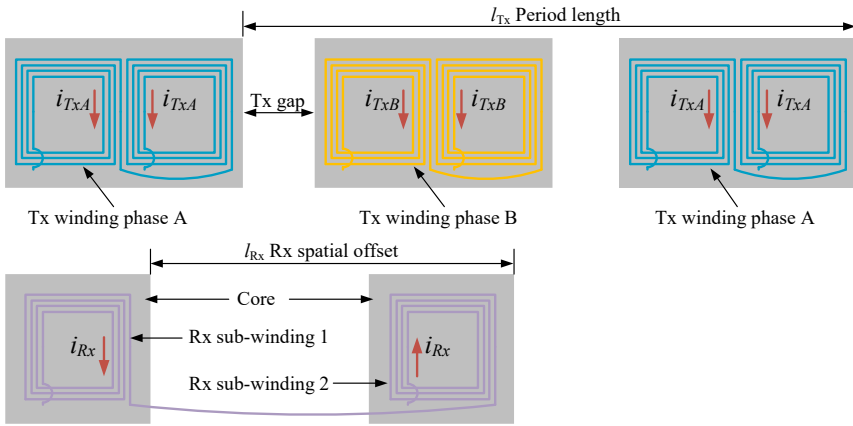 l_Tx Period length
i_TxA
i_TxA
Tx gap
i_TxB
i_TxB
i_TxA
i_TxA
Tx winding phase A
Tx winding phase B
Tx winding phase A
l_Rx Rx spatial offset
Core
Rx sub-winding 1
i_Rx
i_Rx
Rx sub-winding 2